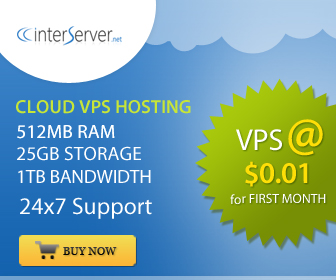 interServer.net
CLOUD VPS HOSTING
512MB RAM
25GB STORAGE
1TB BANDWIDTH
24x7 Support
BUY NOW
VPS @
$0.01
for FIRST MONTH